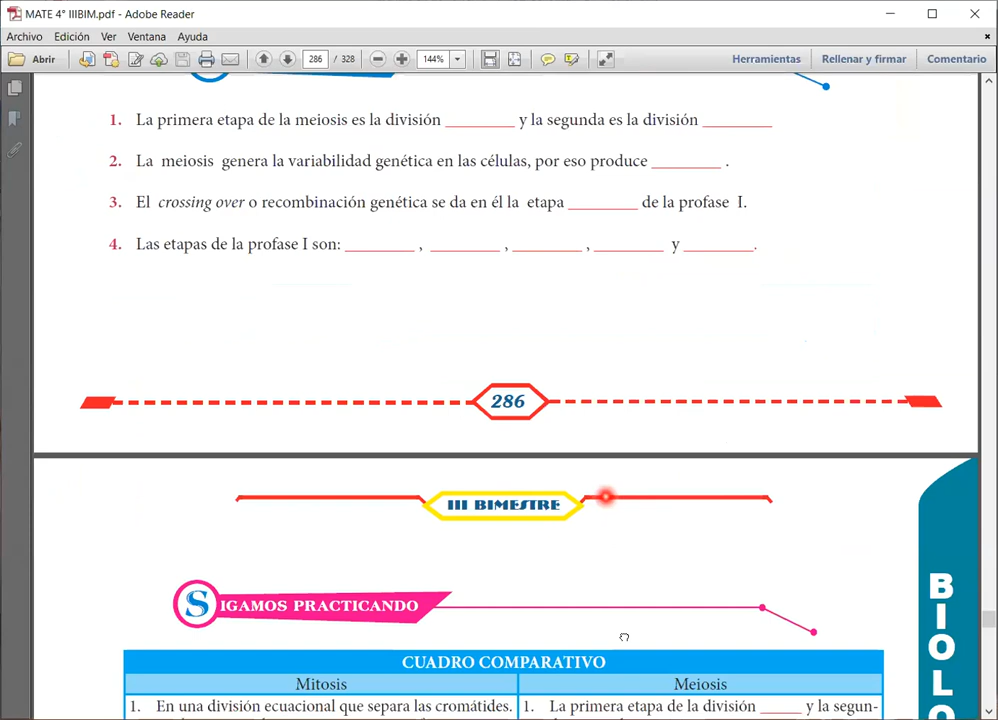 MATE 4° IIIBIM.pdf - Adobe Reader
Archivo Edición Ver Ventana Ayuda
Abrir 286 / 328 144% Herramientas Rellenar y firmar Comentario
1. La primera etapa de la meiosis es la división ________ y la segunda es la división ________
2. La meiosis genera la variabilidad genética en las células, por eso produce ________ .
3. El crossing over o recombinación genética se da en él la etapa ________ de la profase I.
4. Las etapas de la profase I son: ________ , ________ , ________ , ________ y ________.
286
III BIMESTRE
SIGAMOS PRACTICANDO
BIOLO
CUADRO COMPARATIVO
Mitosis Meiosis
1. En una división ecuacional que separa las cromátides. 1. La primera etapa de la división _____ y la segun-